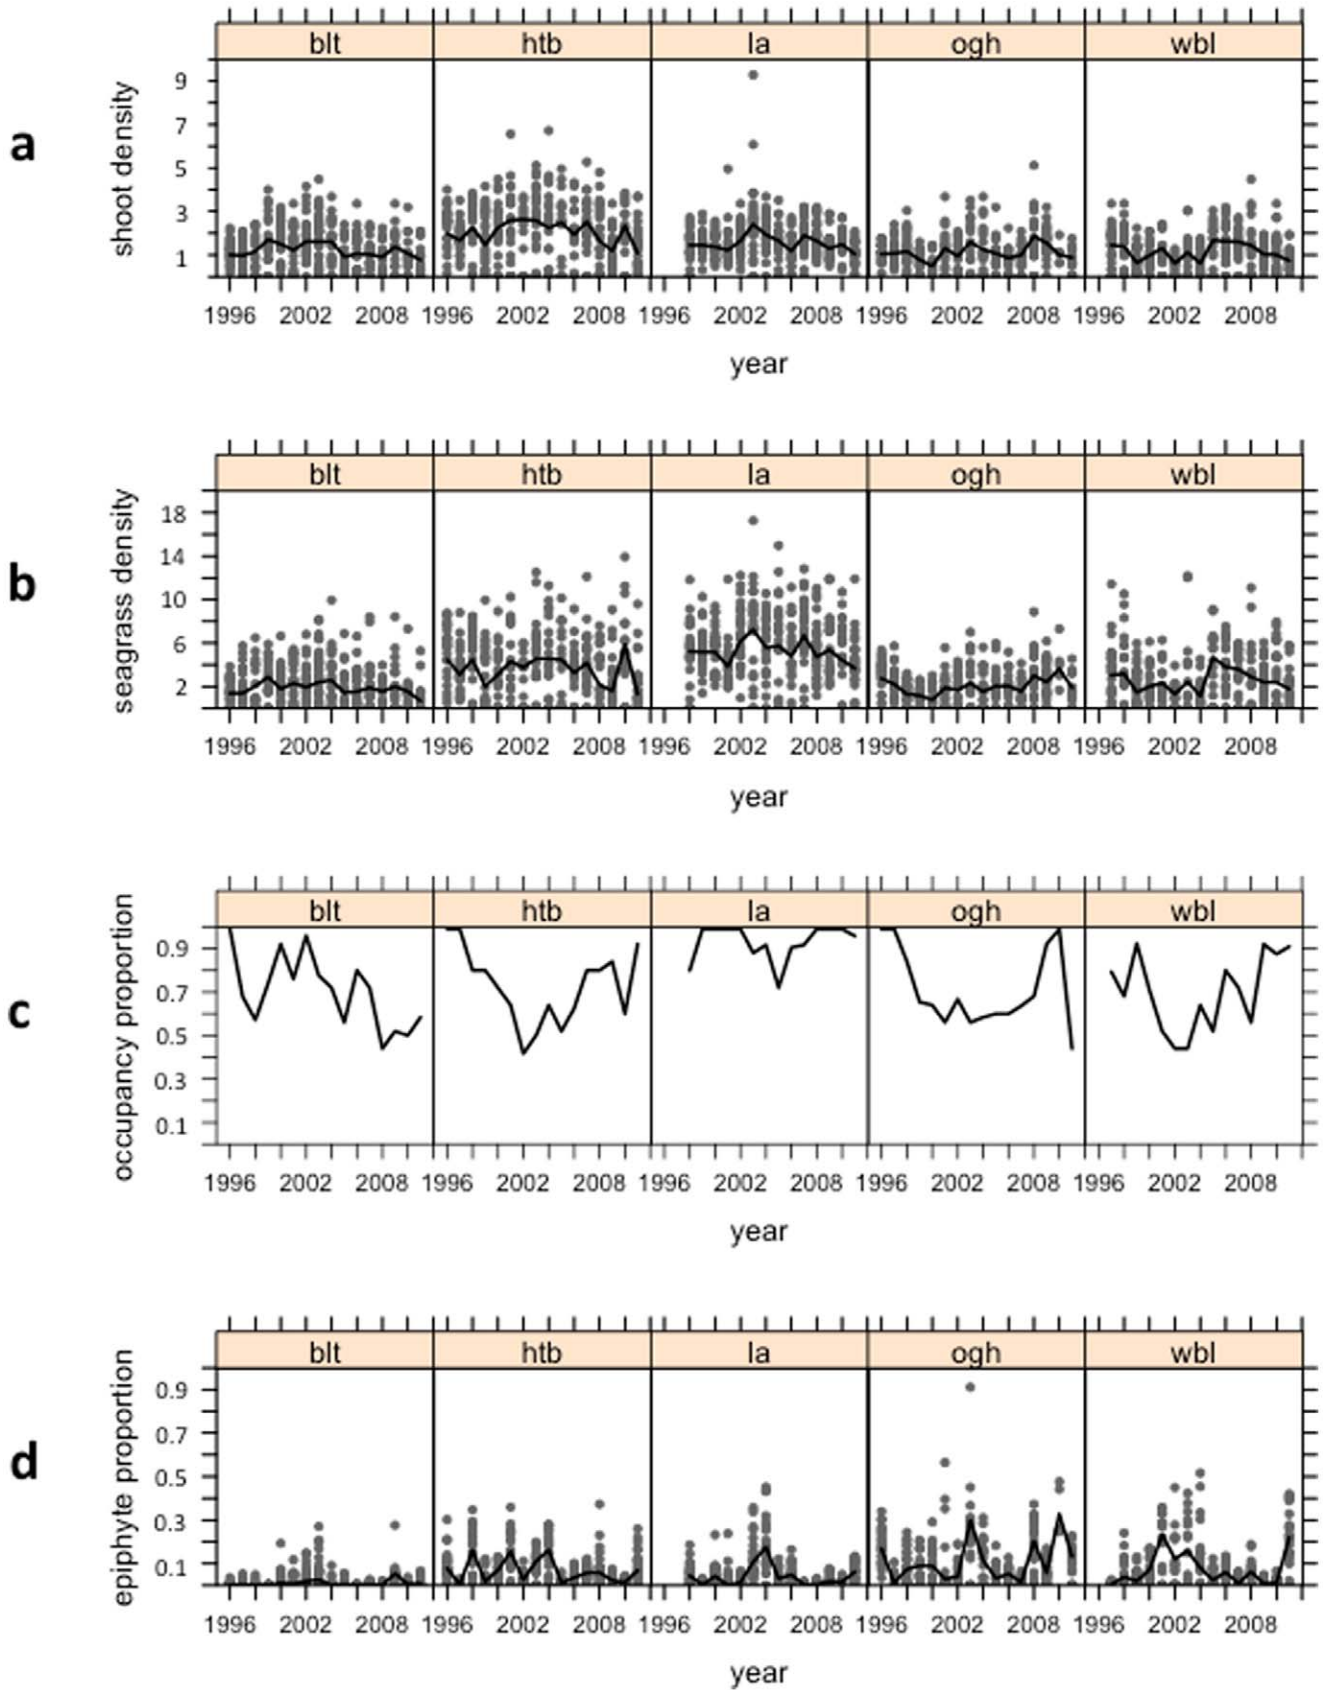 blt htb la ogh wbl
a
shoot density
9
7
5
3
1
1996 2002 2008 1996 2002 2008 1996 2002 2008 1996 2002 2008 1996 2002 2008
year
blt htb la ogh wbl
b
seagrass density
18
14
10
6
2
1996 2002 2008 1996 2002 2008 1996 2002 2008 1996 2002 2008 1996 2002 2008
year
blt htb la ogh wbl
c
occupancy proportion
0.9
0.7
0.5
0.3
0.1
1996 2002 2008 1996 2002 2008 1996 2002 2008 1996 2002 2008 1996 2002 2008
year
blt htb la ogh wbl
d
epiphyte proportion
0.9
0.7
0.5
0.3
0.1
1996 2002 2008 1996 2002 2008 1996 2002 2008 1996 2002 2008 1996 2002 2008
year